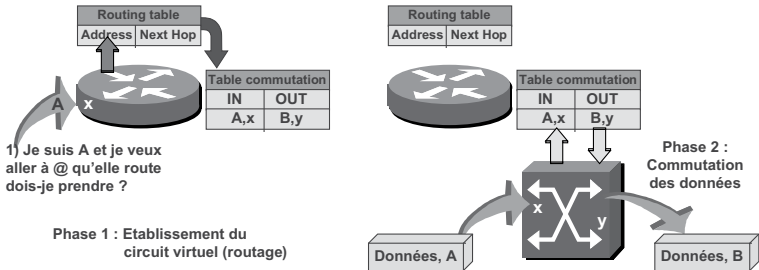 Routing table
Address Next Hop
Table commutation
IN OUT
A,x B,y
A x
1) Je suis A et je veux
aller à @ qu'elle route
dois-je prendre ?
Phase 1 : Etablissement du
circuit virtuel (routage)
Routing table
Address Next Hop
Table commutation
IN OUT
A,x B,y
Phase 2 :
Commutation
des données
x
y
Données, A
Données, B